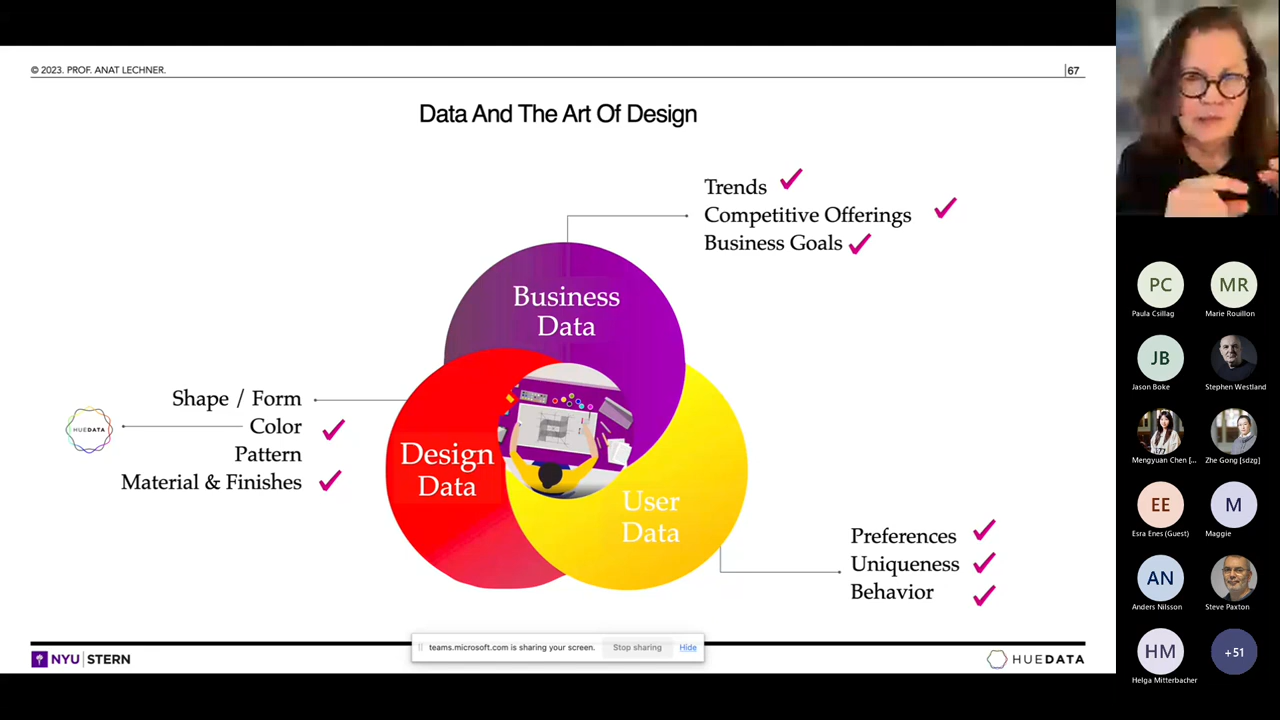 © 2023. PROF. ANAT LECHNER.
|67
Data And The Art Of Design
Trends
Competitive Offerings
Business Goals
Business
Data
Shape / Form
Color
Pattern
Material & Finishes
HUEDATA
Design
Data
User
Data
Preferences
Uniqueness
Behavior
teams.microsoft.com is sharing your screen.
Stop sharing
Hide
NYU | STERN
HUEDATA
PC
Paula Csillag
MR
Marie Rouillon
JB
Jason Boke
Stephen Westland
Mengyuan Chen [...
Zhe Gong [sdzg]
EE
Esra Enes (Guest)
M
Maggie
AN
Anders Nilsson
Steve Paxton
HM
Helga Mitterbacher
+51